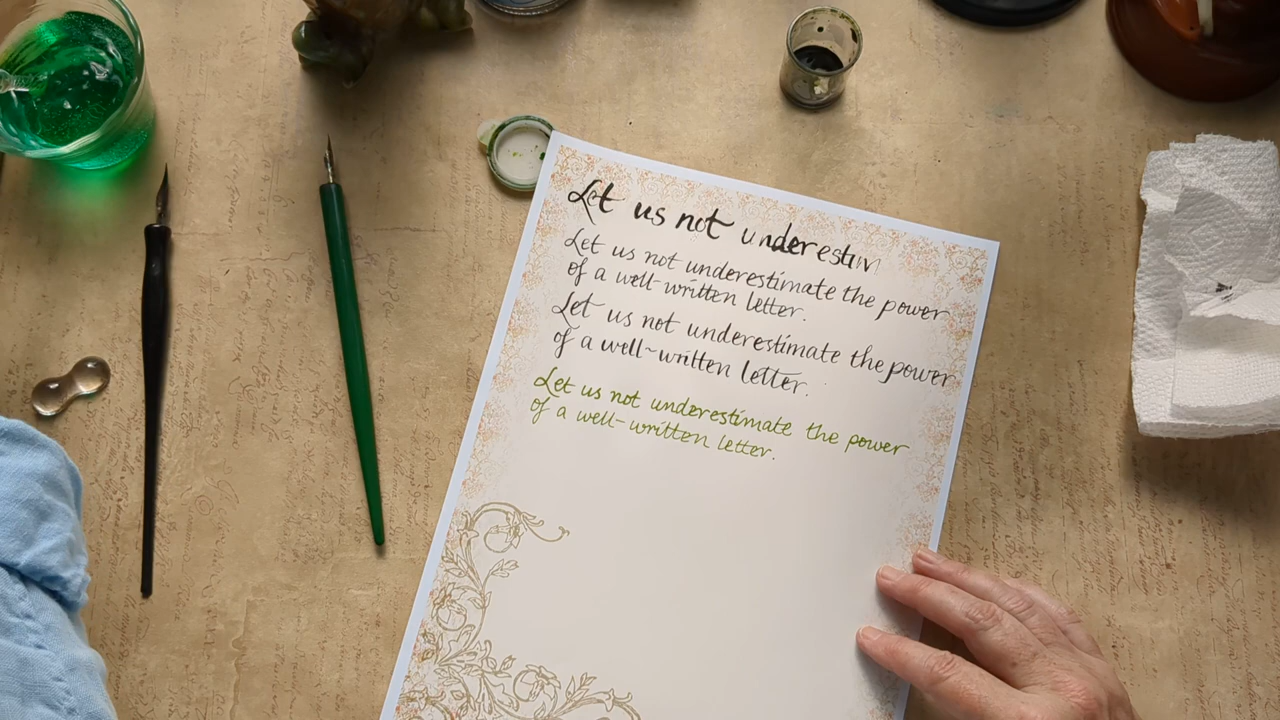 Let us not underestim
Let us not underestimate the power
of a well-written letter.
Let us not underestimate the power
of a well-written letter.
Let us not underestimate the power
of a well-written letter.